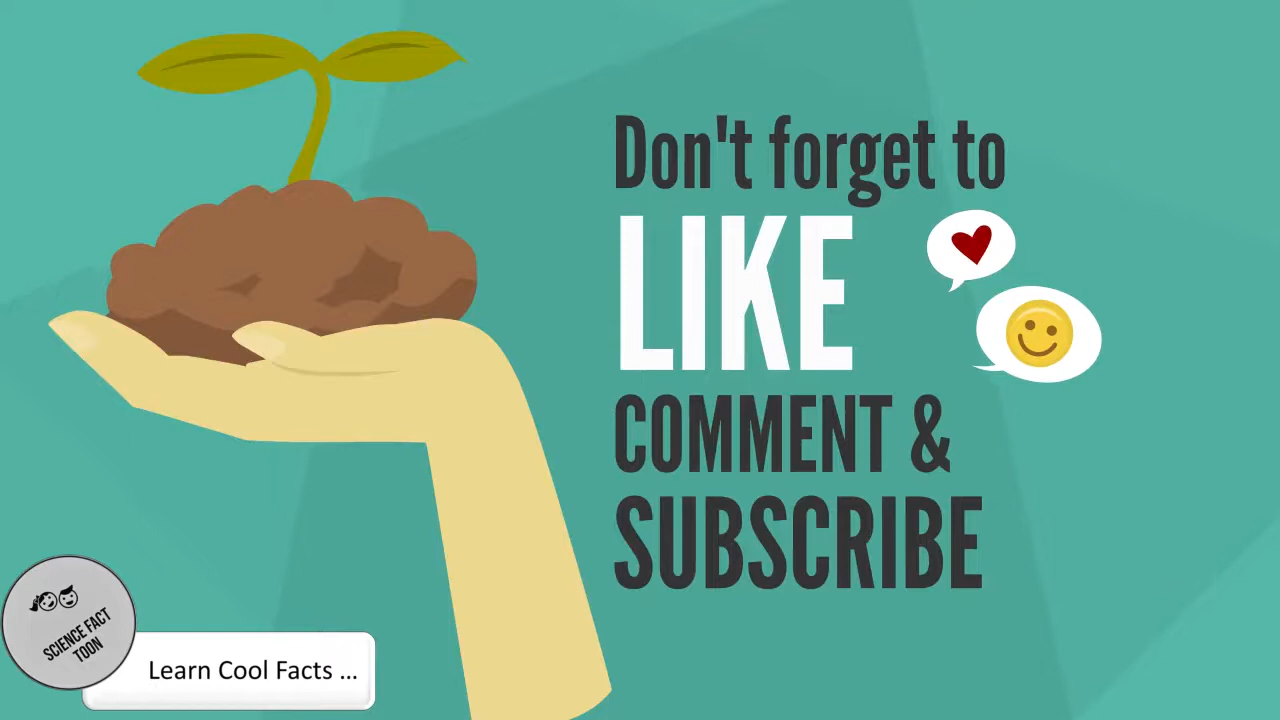 Don't forget to
LIKE
COMMENT &
SUBSCRIBE
SCIENCE FACT
TOON
Learn Cool Facts ...